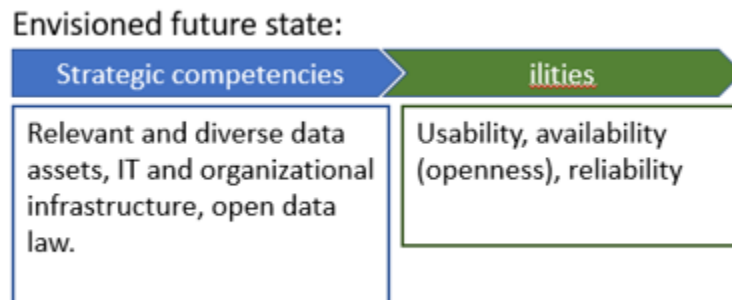 Envisioned future state:
Strategic competencies
ilities
Relevant and diverse data
assets, IT and organizational
infrastructure, open data
law.
Usability, availability
(openness), reliability